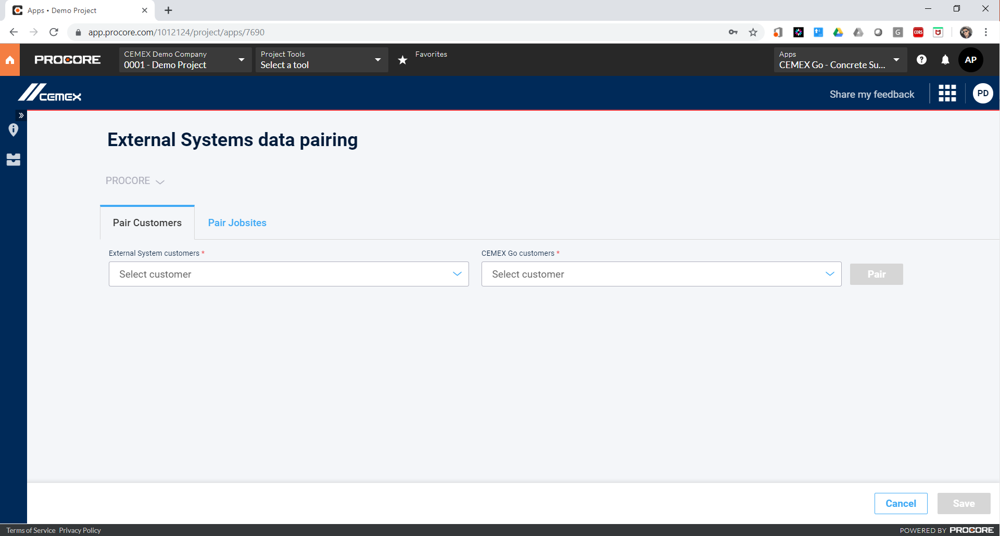 Apps • Demo Project
app.procore.com/1012124/project/apps/7690
G
CORS
PROCORE
CEMEX Demo Company
0001 - Demo Project
Project Tools
Select a tool
Favorites
Apps
CEMEX Go - Concrete Su...
?
AP
CEMEX
Share my feedback
PD
External Systems data pairing
PROCORE
Pair Customers
Pair Jobsites
External System customers *
CEMEX Go customers *
Select customer
Select customer
Pair
Cancel
Save
Terms of Service Privacy Policy
POWERED BY PROCORE